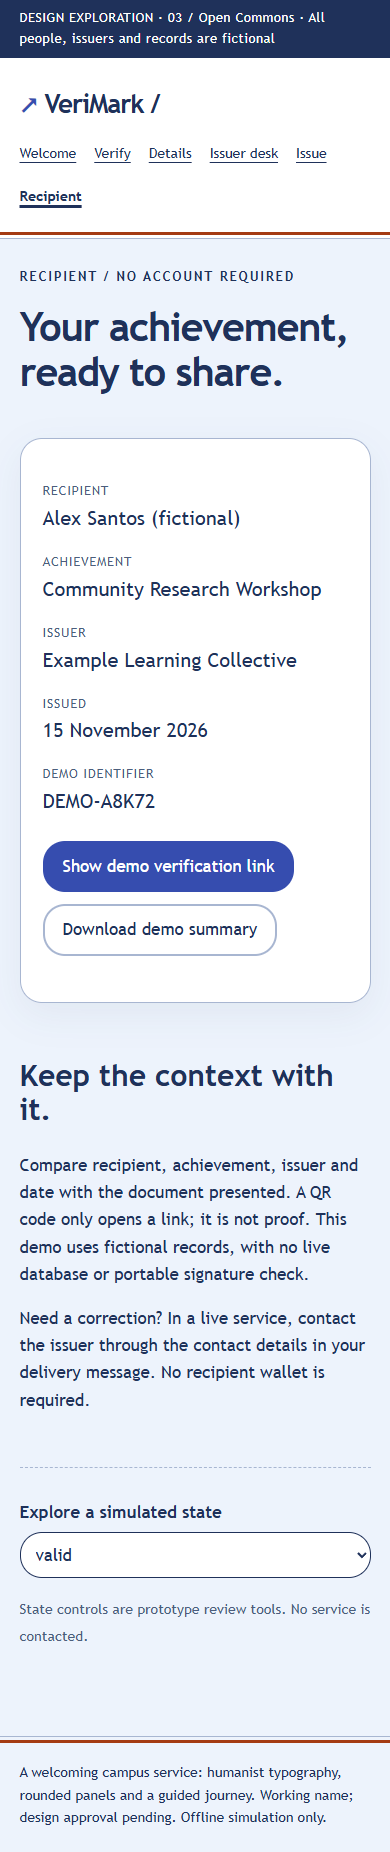 DESIGN EXPLORATION · 03 / Open Commons · All
people, issuers and records are fictional
↗ VeriMark /
Welcome Verify Details Issuer desk Issue
Recipient
RECIPIENT / NO ACCOUNT REQUIRED
Your achievement,
ready to share.
RECIPIENT
Alex Santos (fictional)
ACHIEVEMENT
Community Research Workshop
ISSUER
Example Learning Collective
ISSUED
15 November 2026
DEMO IDENTIFIER
DEMO-A8K72
Show demo verification link
Download demo summary
Keep the context with
it.
Compare recipient, achievement, issuer and
date with the document presented. A QR
code only opens a link; it is not proof. This
demo uses fictional records, with no live
database or portable signature check.
Need a correction? In a live service, contact
the issuer through the contact details in your
delivery message. No recipient wallet is
required.
Explore a simulated state
valid
State controls are prototype review tools. No service is
contacted.
A welcoming campus service: humanist typography,
rounded panels and a guided journey. Working name;
design approval pending. Offline simulation only.